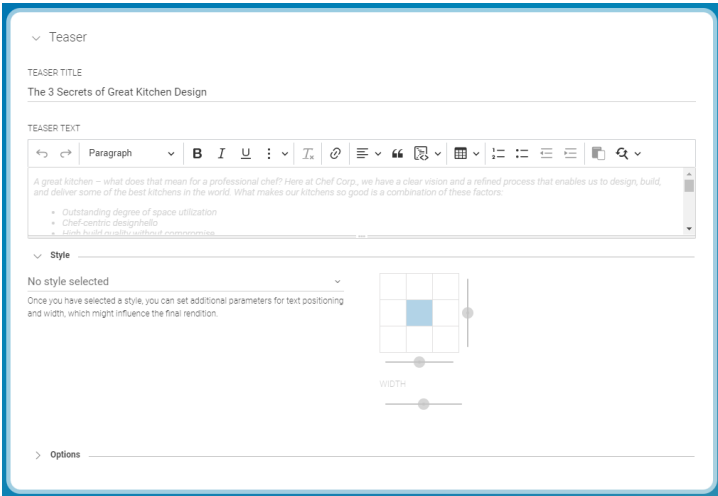 Teaser
TEASER TITLE
The 3 Secrets of Great Kitchen Design
TEASER TEXT
Paragraph
A great kitchen – what does that mean for a professional chef? Here at Chef Corp., we have a clear vision and a refined process that enables us to design, build,
and deliver some of the best kitchens in the world. What makes our kitchens so good is a combination of these factors:
Outstanding degree of space utilization
Chef-centric designhello
High build quality without compromise
Style
No style selected
Once you have selected a style, you can set additional parameters for text positioning
and width, which might influence the final rendition.
WIDTH
Options